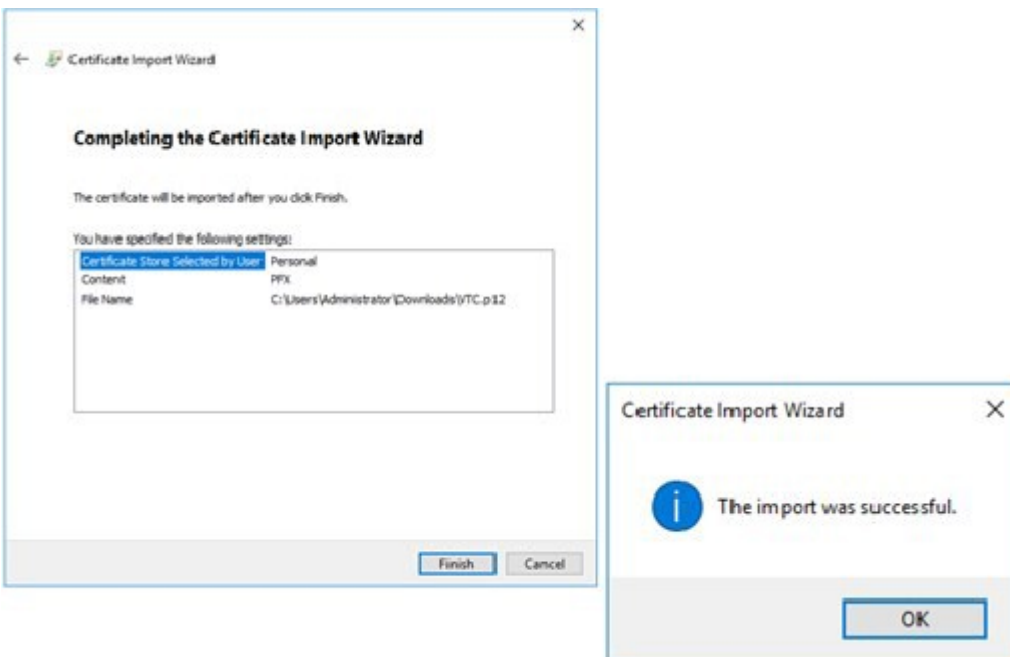 Certificate Import Wizard
Completing the Certificate Import Wizard
The certificate will be imported after you click Finish.
You have specified the following settings:
Certificate Store Selected by User Personal
Content PFX
File Name C:\Users\Administrator\Downloads\VTC.p12
Finish Cancel
Certificate Import Wizard
The import was successful.
OK